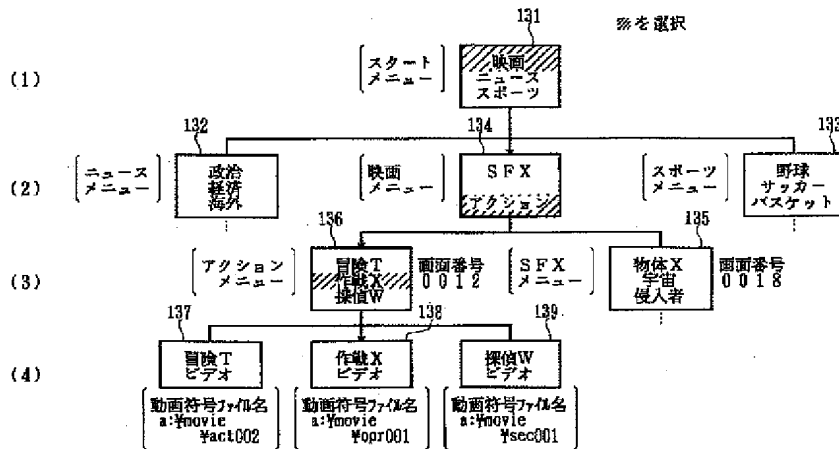 131
▨を選択
(1)
スタート
メニュー
映画
ニュース
スポーツ
132
134
133
(2)
ニュース
メニュー
政治
経済
海外
映画
メニュー
SFX
アクション
スポーツ
メニュー
野球
サッカー
バスケット
136
135
(3)
アクション
メニュー
冒険T
作戦X
探偵W
画面番号
0012
SFX
メニュー
物体X
宇宙
侵入者
画面番号
0018
137
138
139
(4)
冒険T
ビデオ
作戦X
ビデオ
探偵W
ビデオ
動画符号ファイル名
a:¥movie
¥act002
動画符号ファイル名
a:¥movie
¥opr001
動画符号ファイル名
a:¥movie
¥sec001